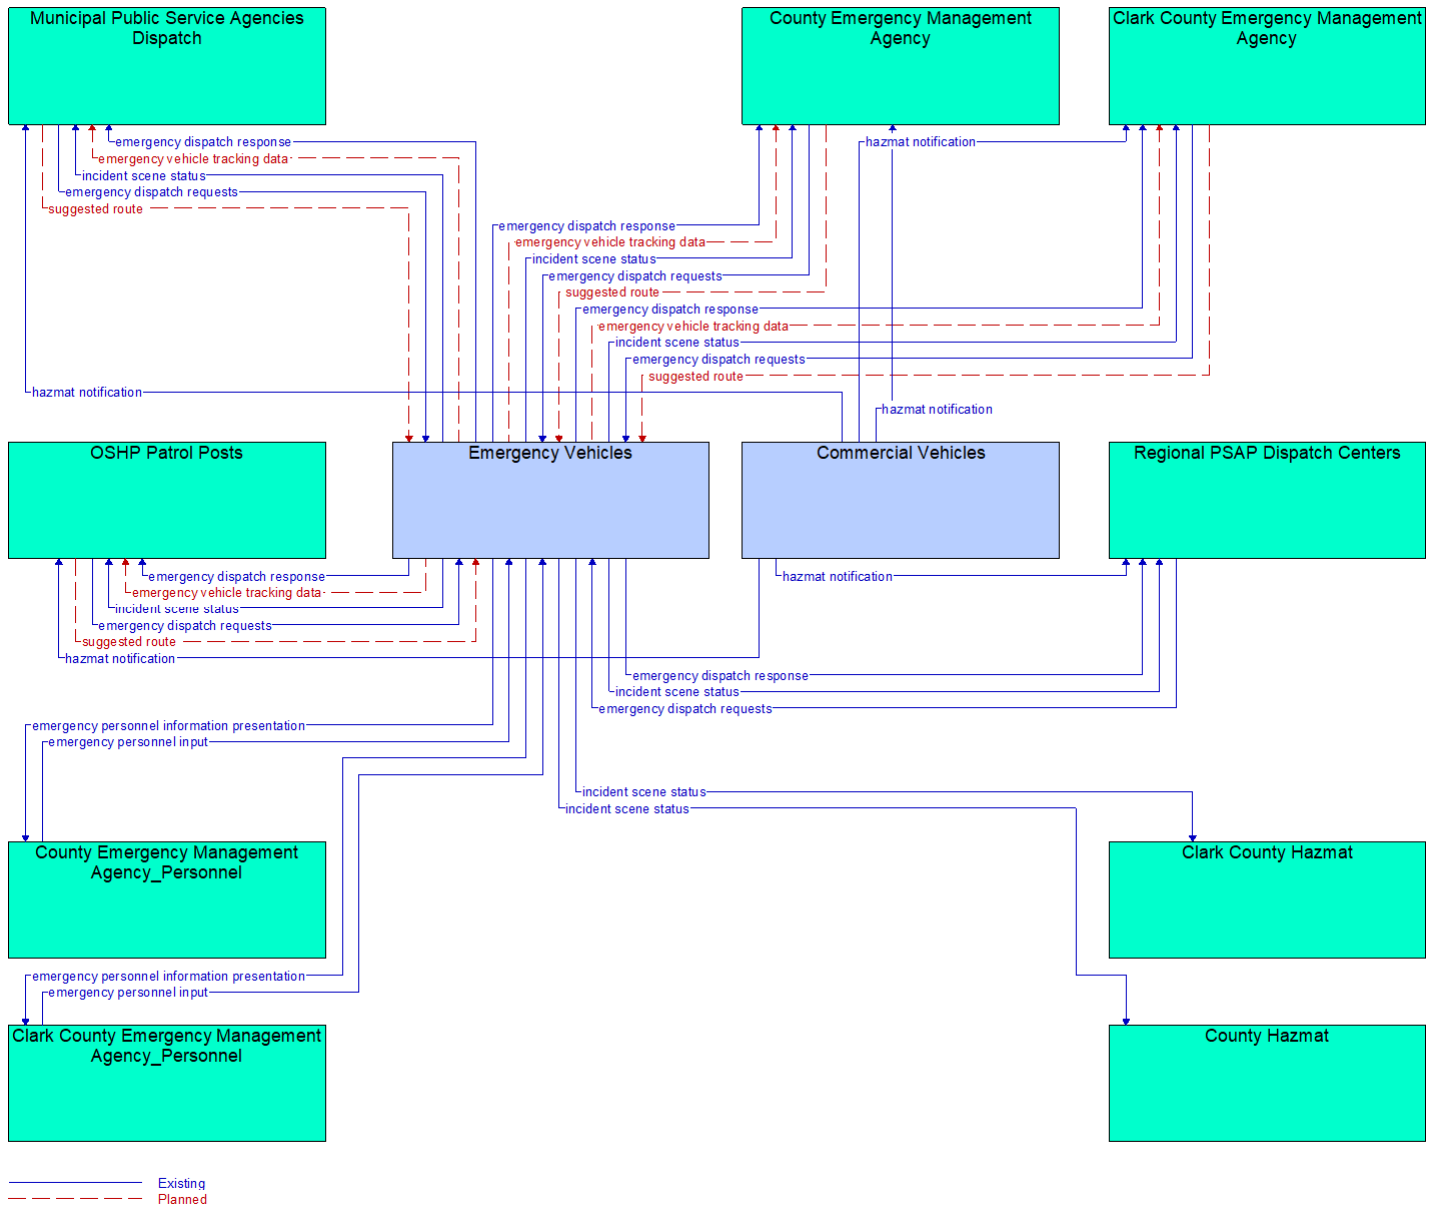 Municipal Public Service Agencies
Dispatch
County Emergency Management
Agency
Clark County Emergency Management
Agency
emergency dispatch response
hazmat notification
emergency vehicle tracking data
incident scene status
emergency dispatch requests
suggested route
emergency dispatch response
emergency vehicle tracking data
incident scene status
emergency dispatch requests
suggested route
emergency dispatch response
emergency vehicle tracking data
incident scene status
emergency dispatch requests
suggested route
hazmat notification
hazmat notification
OSHP Patrol Posts
Emergency Vehicles
Commercial Vehicles
Regional PSAP Dispatch Centers
emergency dispatch response
hazmat notification
emergency vehicle tracking data
incident scene status
emergency dispatch requests
suggested route
hazmat notification
emergency dispatch response
incident scene status
emergency dispatch requests
emergency personnel information presentation
emergency personnel input
incident scene status
incident scene status
County Emergency Management
Agency_Personnel
Clark County Hazmat
emergency personnel information presentation
emergency personnel input
Clark County Emergency Management
Agency_Personnel
County Hazmat
Existing
Planned